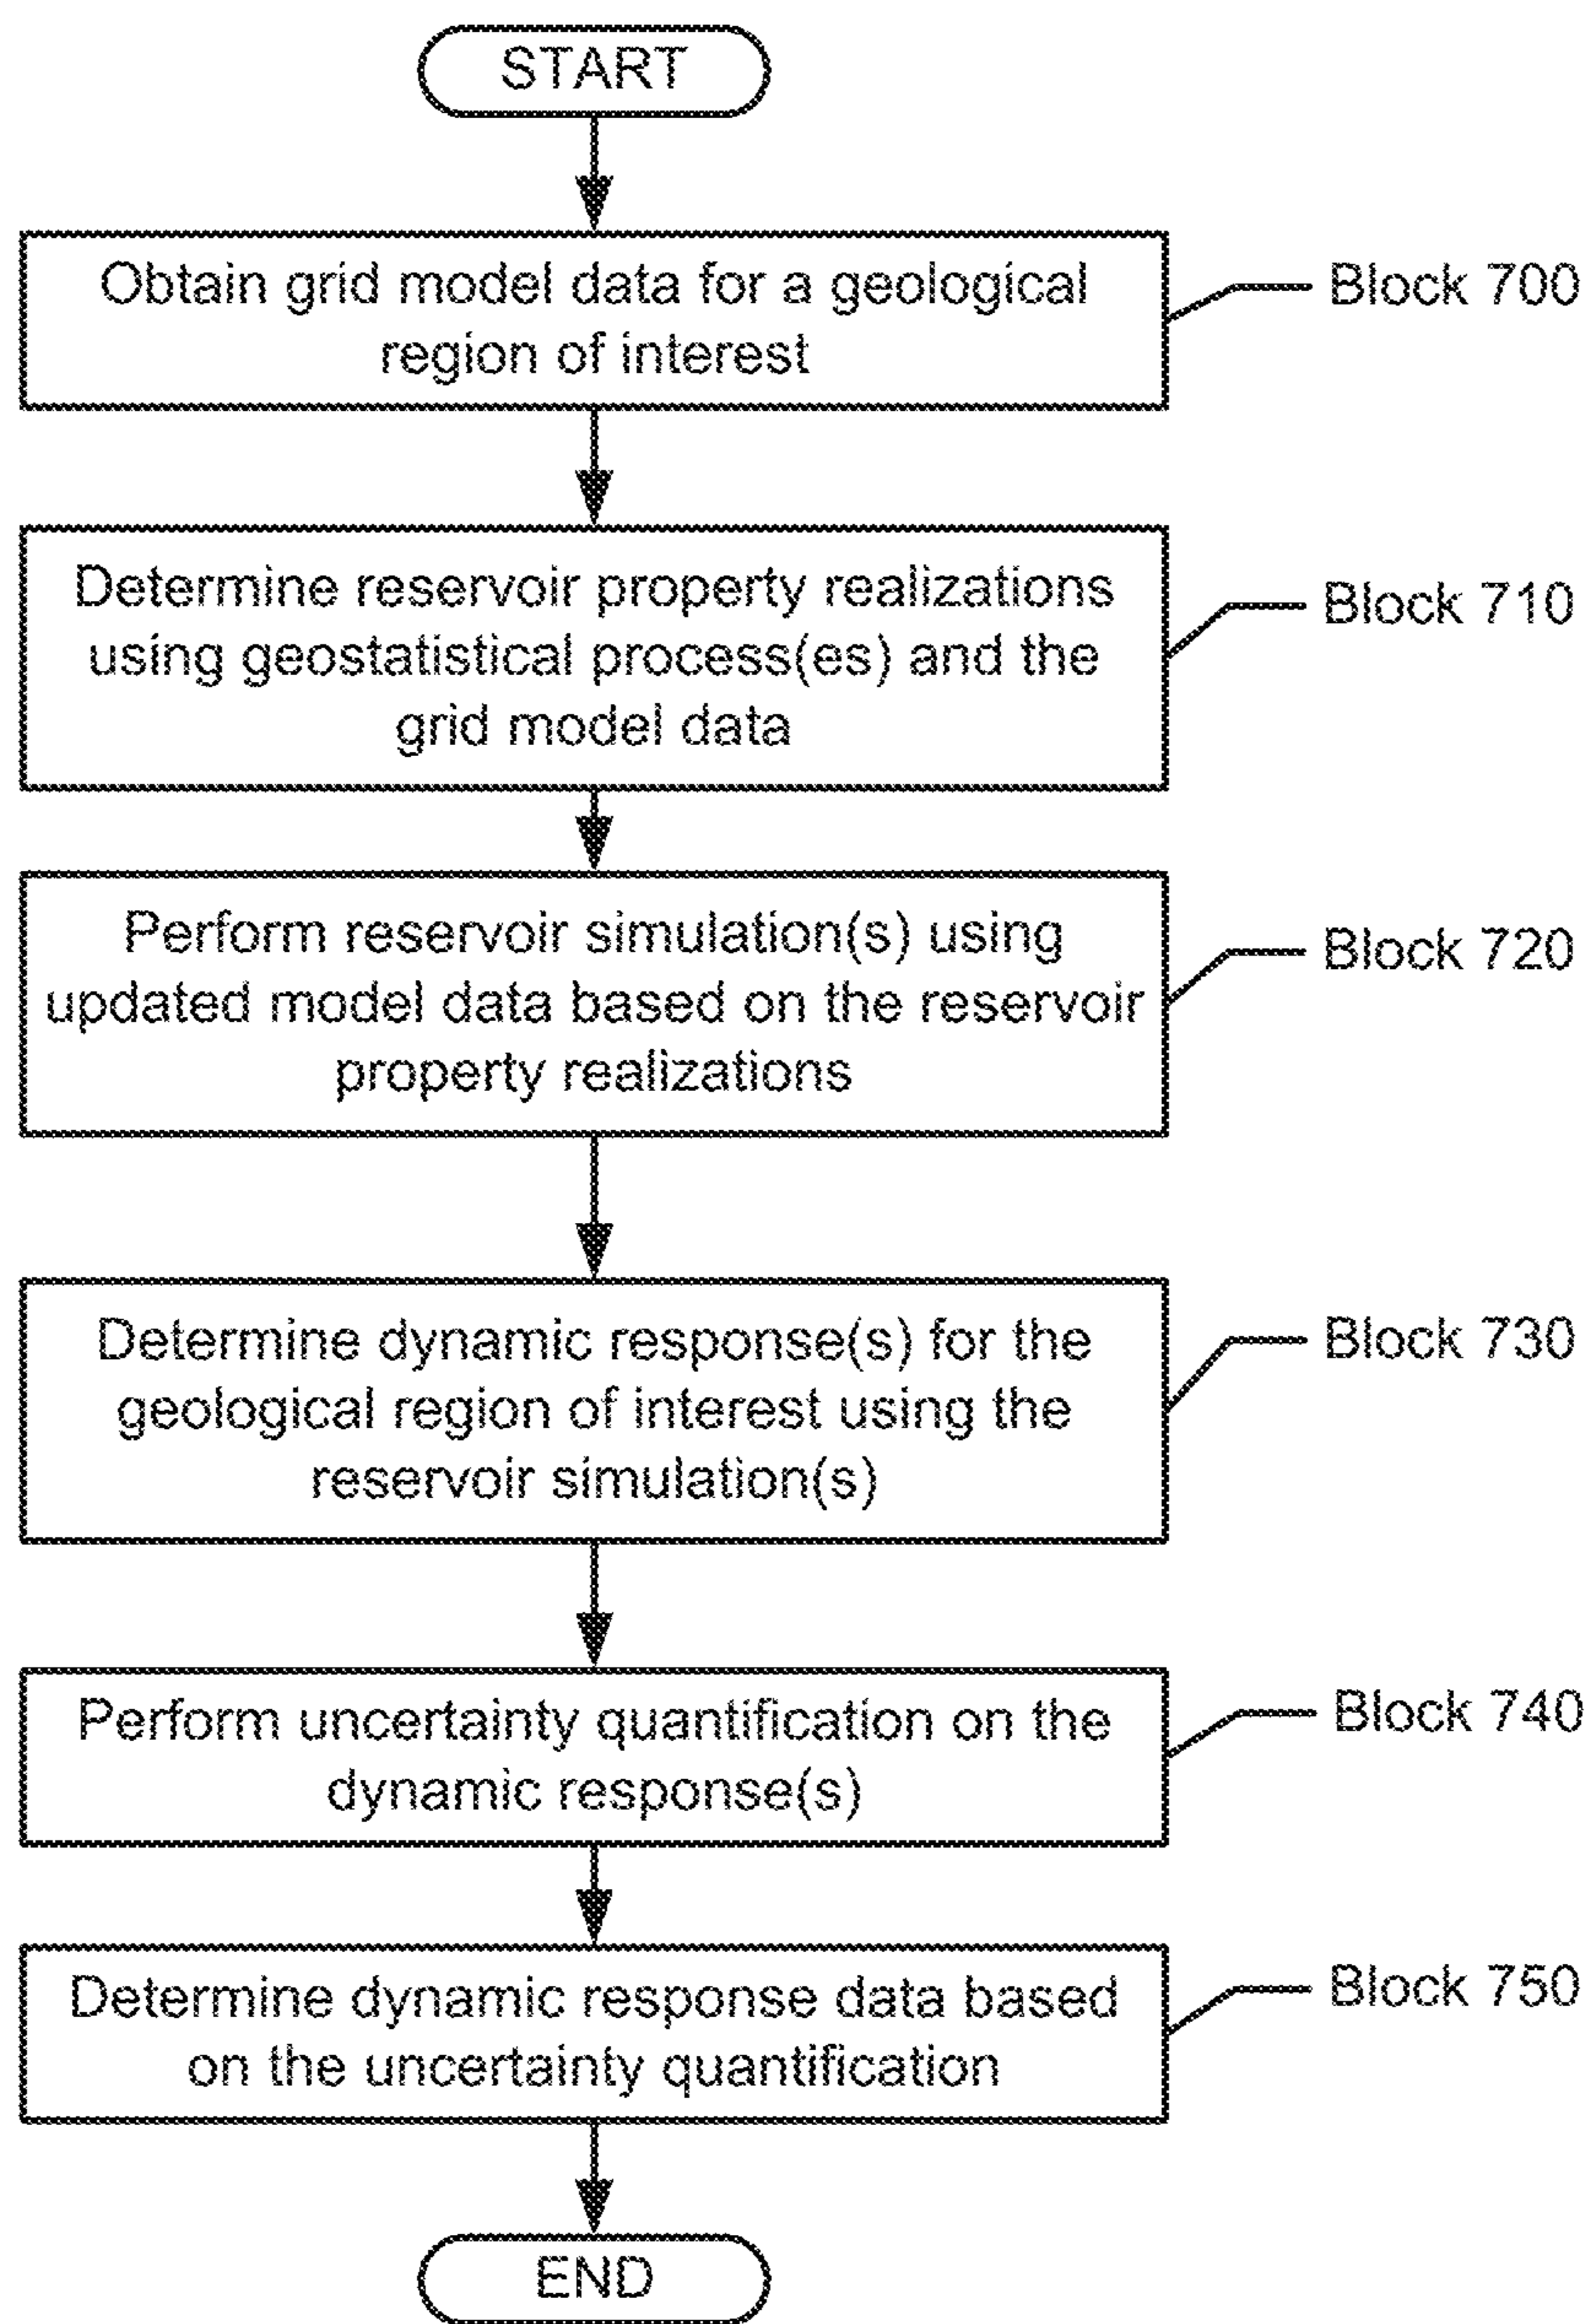 START
Obtain grid model data for a geological
region of interest
Block 700
Determine reservoir property realizations
using geostatistical process(es) and the
grid model data
Block 710
Perform reservoir simulation(s) using
updated model data based on the reservoir
property realizations
Block 720
Determine dynamic response(s) for the
geological region of interest using the
reservoir simulation(s)
Block 730
Perform uncertainty quantification on the
dynamic response(s)
Block 740
Determine dynamic response data based
on the uncertainty quantification
Block 750
END